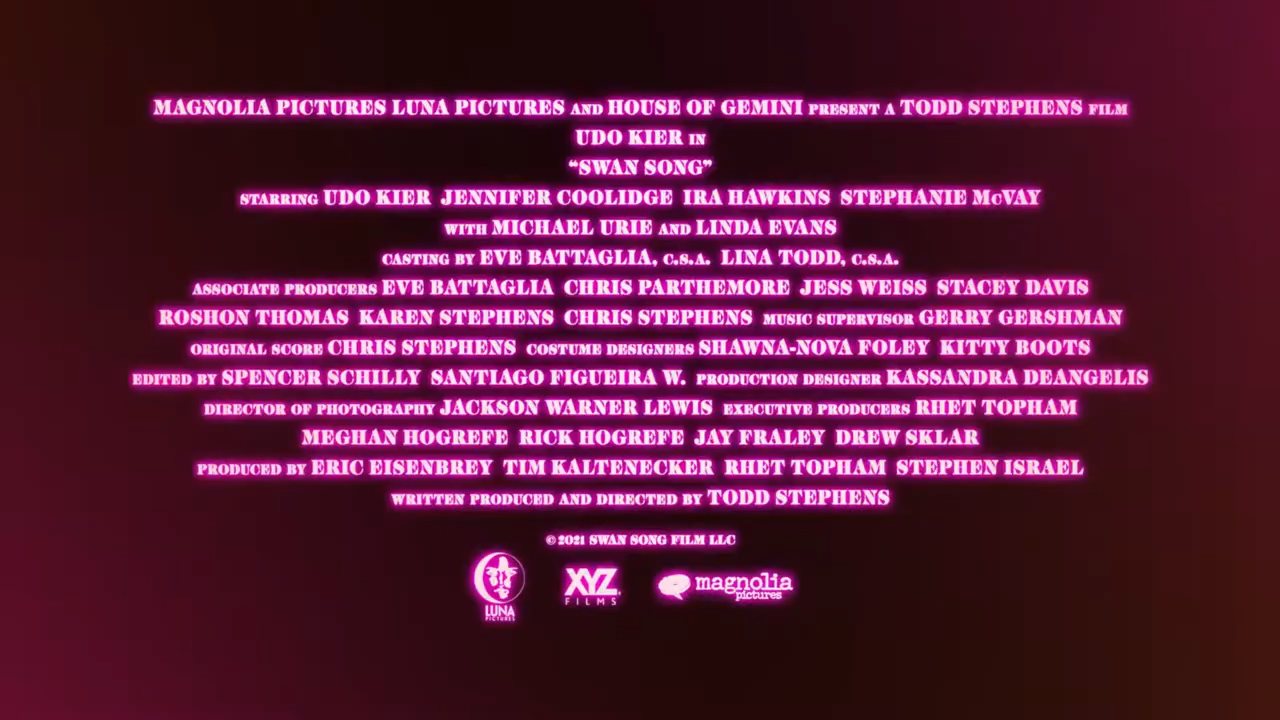 MAGNOLIA PICTURES LUNA PICTURES AND HOUSE OF GEMINI PRESENT A TODD STEPHENS FILM
UDO KIER IN
“SWAN SONG”
STARRING UDO KIER JENNIFER COOLIDGE IRA HAWKINS STEPHANIE McVAY
WITH MICHAEL URIE AND LINDA EVANS
CASTING BY EVE BATTAGLIA, C.S.A. LINA TODD, C.S.A.
ASSOCIATE PRODUCERS EVE BATTAGLIA CHRIS PARTHEMORE JESS WEISS STACEY DAVIS
ROSHON THOMAS KAREN STEPHENS CHRIS STEPHENS MUSIC SUPERVISOR GERRY GERSHMAN
ORIGINAL SCORE CHRIS STEPHENS COSTUME DESIGNERS SHAWNA-NOVA FOLEY KITTY BOOTS
EDITED BY SPENCER SCHILLY SANTIAGO FIGUEIRA W. PRODUCTION DESIGNER KASSANDRA DEANGELIS
DIRECTOR OF PHOTOGRAPHY JACKSON WARNER LEWIS EXECUTIVE PRODUCERS RHET TOPHAM
MEGHAN HOGREFE RICK HOGREFE JAY FRALEY DREW SKLAR
PRODUCED BY ERIC EISENBREY TIM KALTENECKER RHET TOPHAM STEPHEN ISRAEL
WRITTEN PRODUCED AND DIRECTED BY TODD STEPHENS
© 2021 SWAN SONG FILM LLC
LUNA PICTURES
XYZ FILMS
magnolia pictures